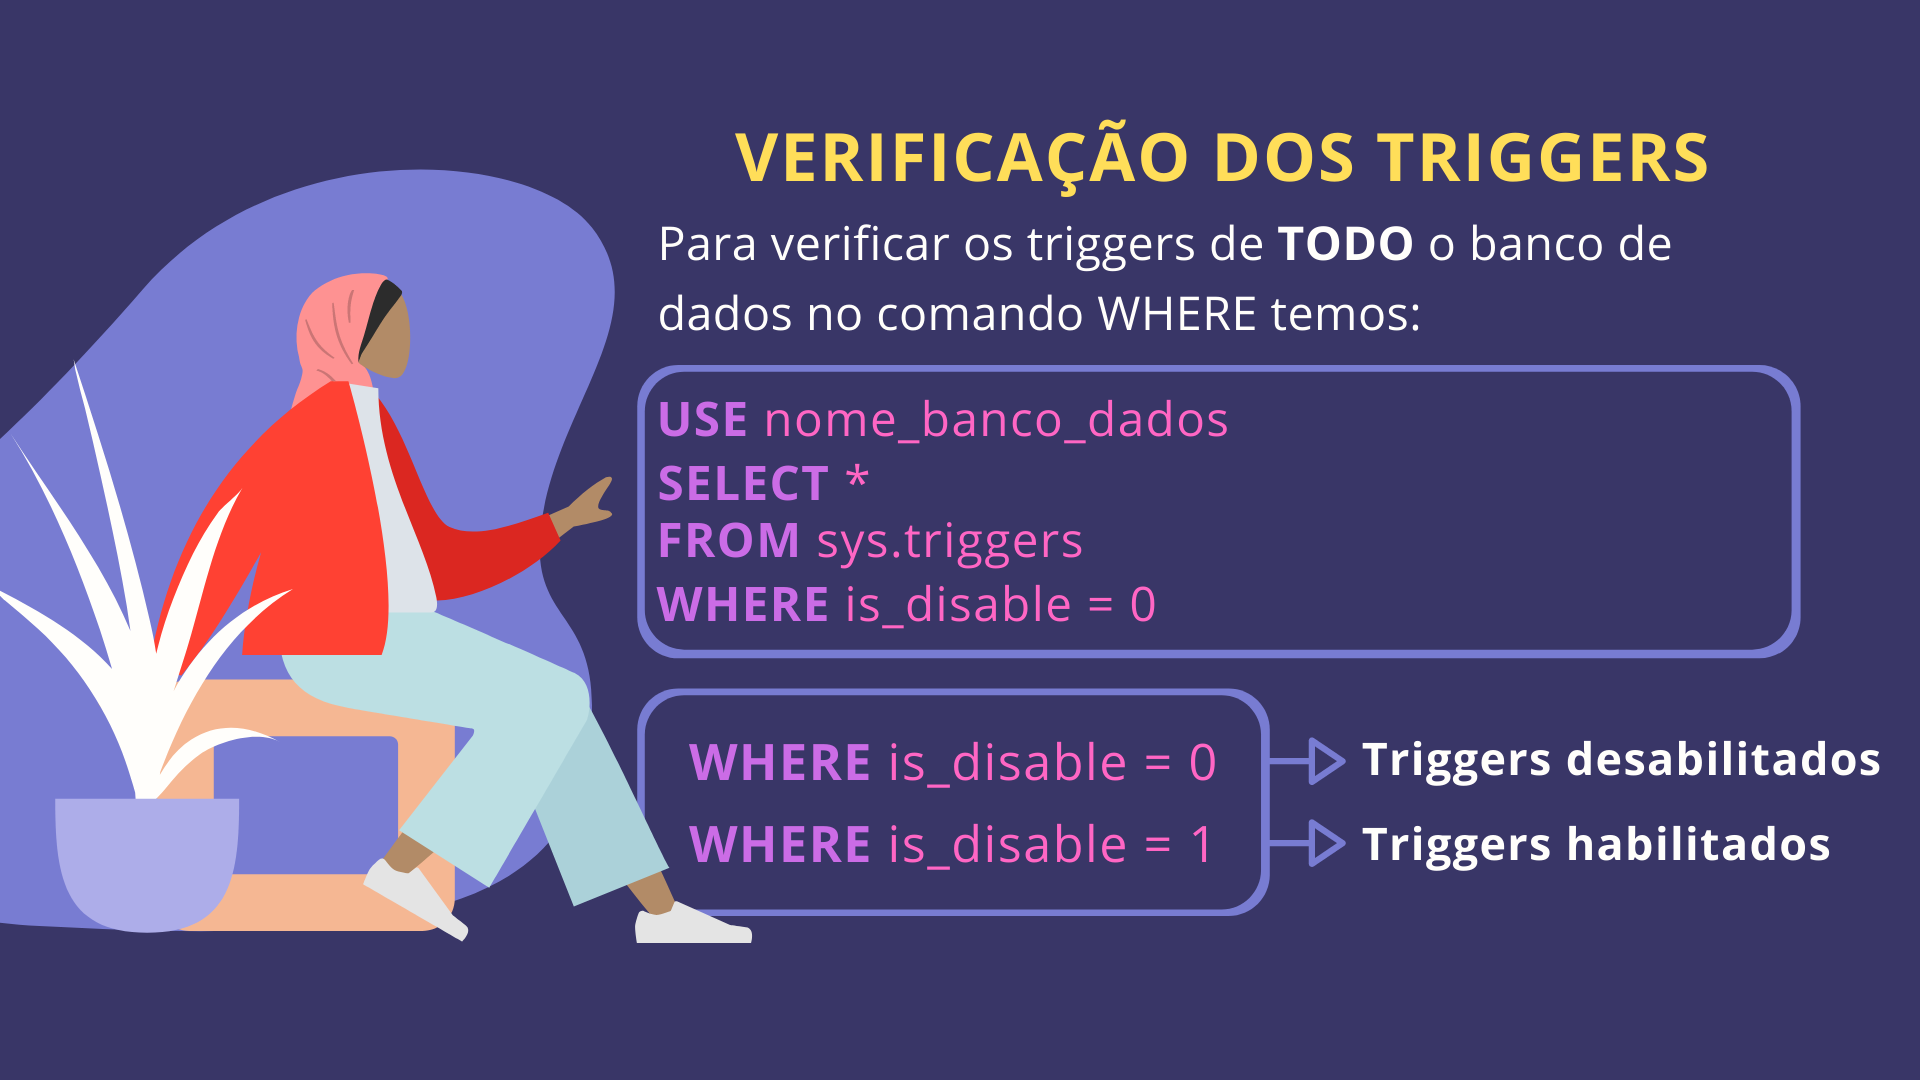 VERIFICAÇÃO DOS TRIGGERS
Para verificar os triggers de TODO o banco de
dados no comando WHERE temos:
USE nome_banco_dados
SELECT *
FROM sys.triggers
WHERE is_disable = 0
WHERE is_disable = 0
Triggers desabilitados
WHERE is_disable = 1
Triggers habilitados